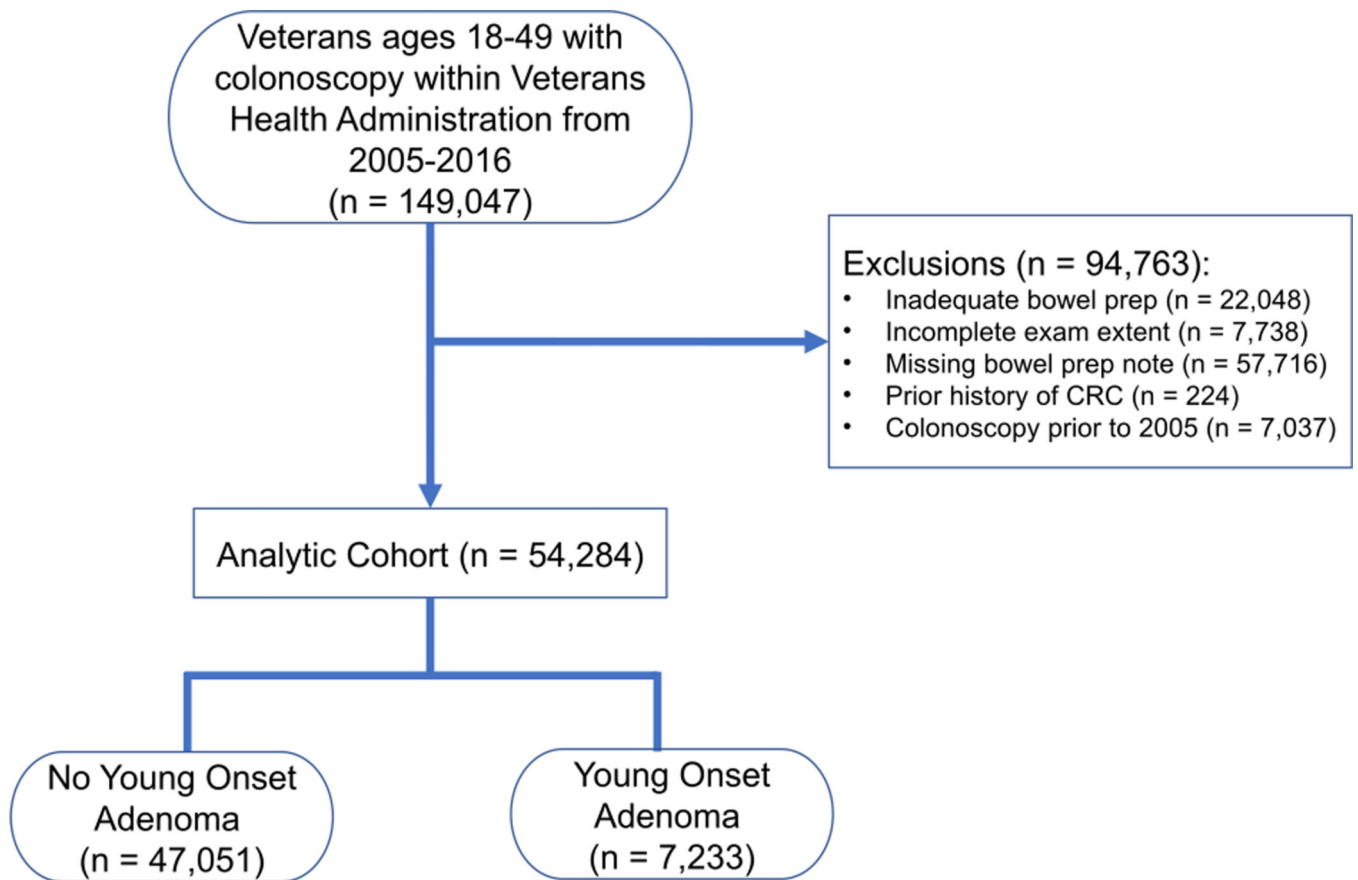 Veterans ages 18-49 with
colonoscopy within Veterans
Health Administration from
2005-2016
(n = 149,047)
Exclusions (n = 94,763):
• Inadequate bowel prep (n = 22,048)
• Incomplete exam extent (n = 7,738)
• Missing bowel prep note (n = 57,716)
• Prior history of CRC (n = 224)
• Colonoscopy prior to 2005 (n = 7,037)
Analytic Cohort (n = 54,284)
No Young Onset
Adenoma
(n = 47,051)
Young Onset
Adenoma
(n = 7,233)